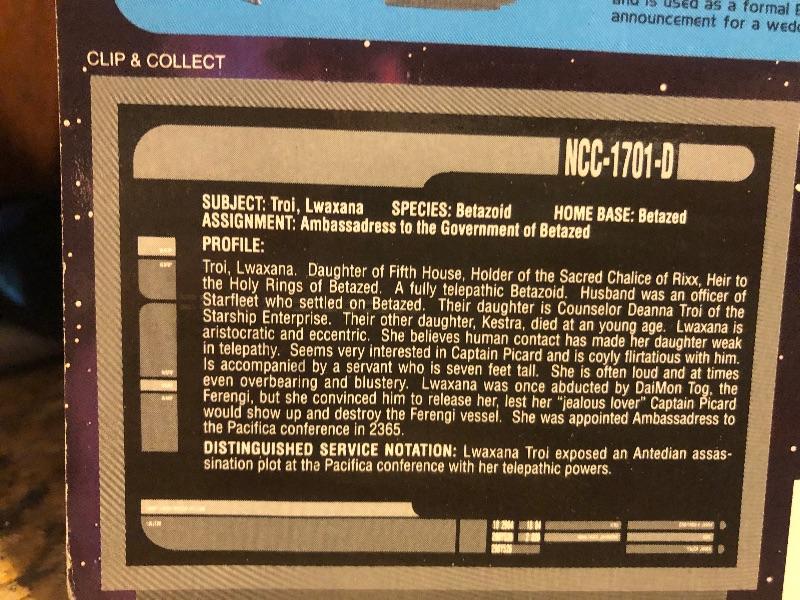 and is used as a formal
announcement for a wedd
CLIP & COLLECT
NCC-1701-D
SUBJECT: Troi, Lwaxana SPECIES: Betazoid HOME BASE: Betazed
ASSIGNMENT: Ambassadress to the Government of Betazed
PROFILE:
Troi, Lwaxana. Daughter of Fifth House, Holder of the Sacred Chalice of Rixx, Heir to
the Holy Rings of Betazed. A fully telepathic Betazoid. Husband was an officer of
Starfleet who settled on Betazed. Their daughter is Counselor Deanna Troi of the
Starship Enterprise. Their other daughter, Kestra, died at an young age. Lwaxana is
aristocratic and eccentric. She believes human contact has made her daughter weak
in telepathy. Seems very interested in Captain Picard and is coyly flirtatious with him.
Is accompanied by a servant who is seven feet tall. She is often loud and at times
even overbearing and blustery. Lwaxana was once abducted by DaiMon Tog, the
Ferengi, but she convinced him to release her, lest her "jealous lover" Captain Picard
would show up and destroy the Ferengi vessel. She was appointed Ambassadress to
the Pacifica conference in 2365.
DISTINGUISHED SERVICE NOTATION: Lwaxana Troi exposed an Antedian assas-
sination plot at the Pacifica conference with her telepathic powers.